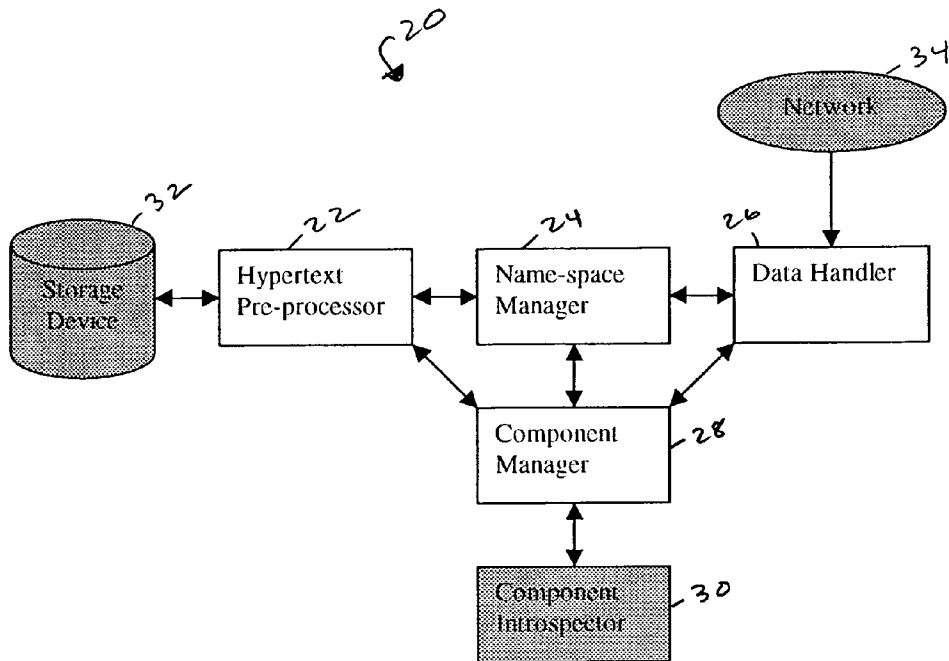 20
34
Network
32
Storage
Device
22
Hypertext
Pre-processor
24
Name-space
Manager
26
Data Handler
Component
Manager
28
Component
Introspector
30